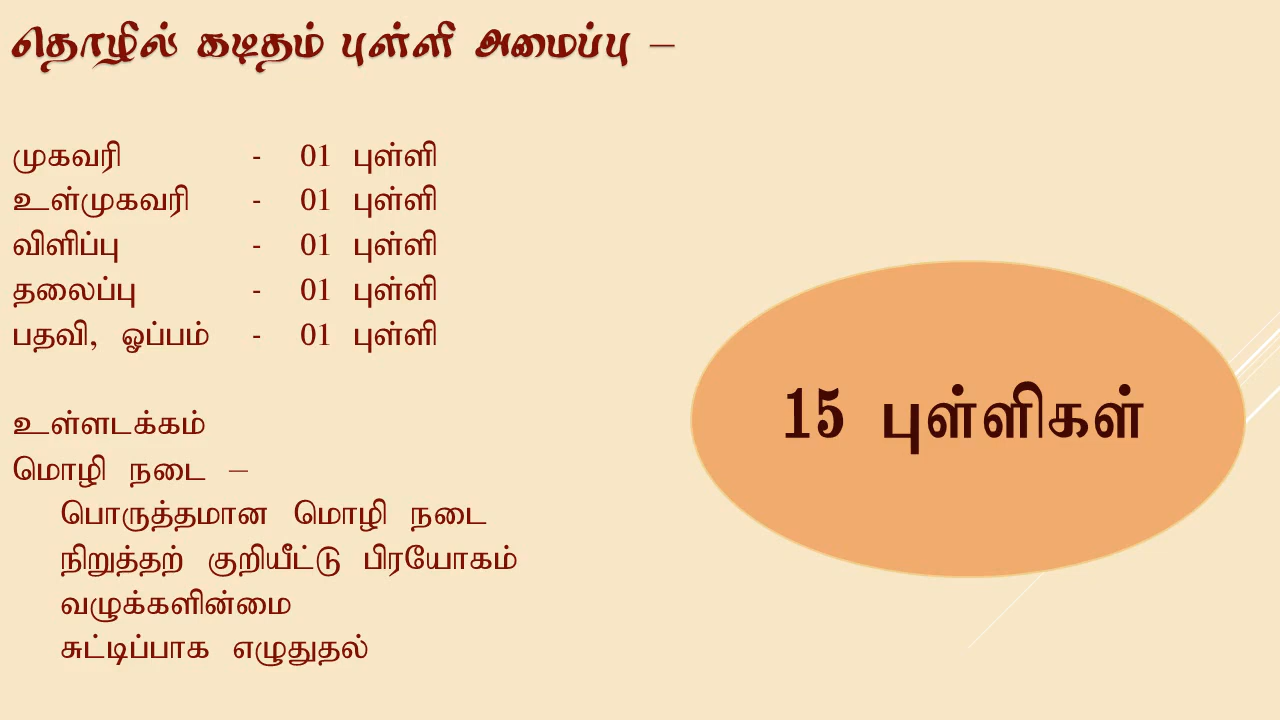 தொழில் கடிதம் புள்ளி அமைப்பு –
முகவரி - 01 புள்ளி
உள்முகவரி - 01 புள்ளி
விளிப்பு - 01 புள்ளி
தலைப்பு - 01 புள்ளி
பதவி, ஓப்பம் - 01 புள்ளி
உள்ளடக்கம்
மொழி நடை –
பொருத்தமான மொழி நடை
நிறுத்தற் குறியீட்டு பிரயோகம்
வழுக்களின்மை
சுட்டிப்பாக எழுதுதல்
15 புள்ளிகள்